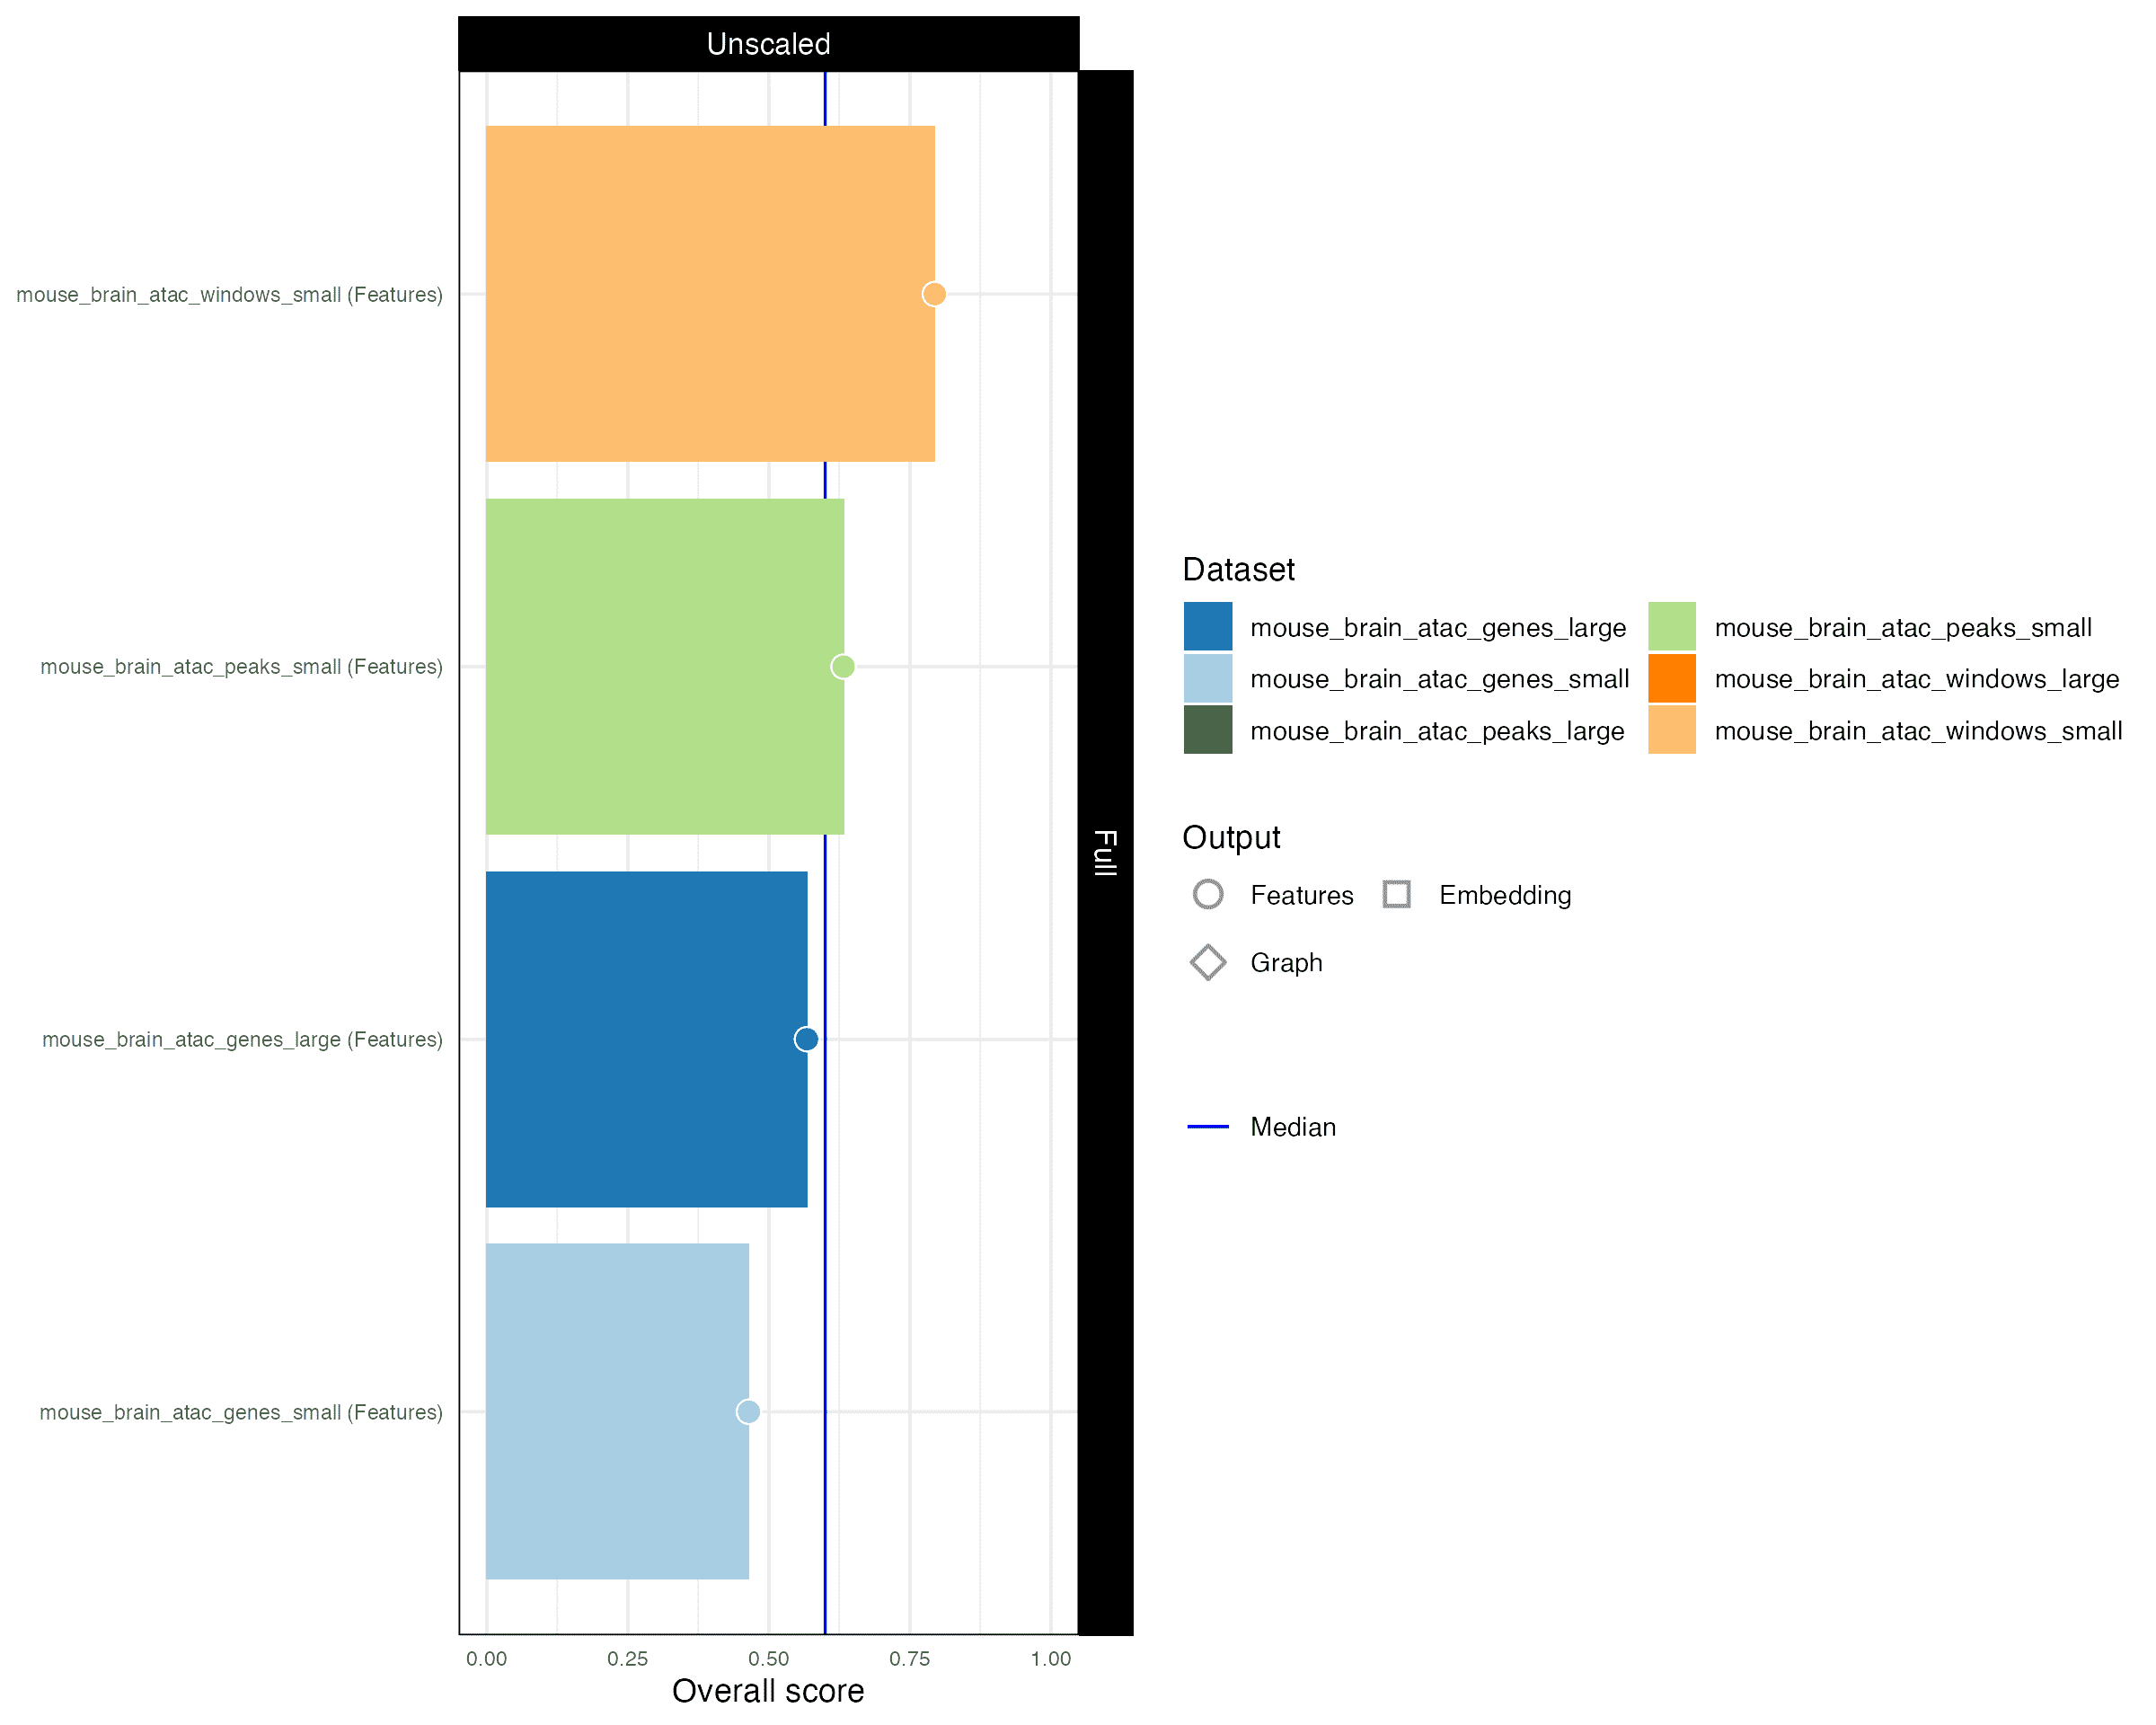 Unscaled
Full
mouse_brain_atac_windows_small (Features)
mouse_brain_atac_peaks_small (Features)
mouse_brain_atac_genes_large (Features)
mouse_brain_atac_genes_small (Features)
0.00 0.25 0.50 0.75 1.00
Overall score
Dataset
mouse_brain_atac_genes_large mouse_brain_atac_peaks_small
mouse_brain_atac_genes_small mouse_brain_atac_windows_large
mouse_brain_atac_peaks_large mouse_brain_atac_windows_small
Output
Features Embedding
Graph
Median